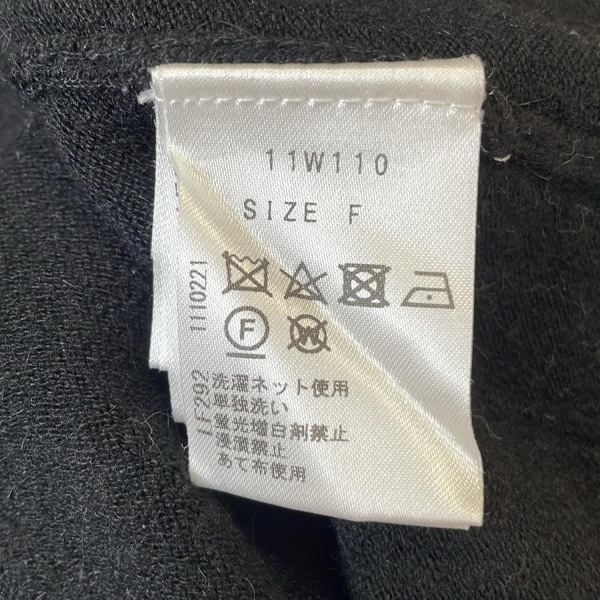 11W110
SIZE F
F
W
洗濯ネット使用
単独洗い
蛍光増白剤禁止
浸漬禁止
あて布使用
1110221
LF292